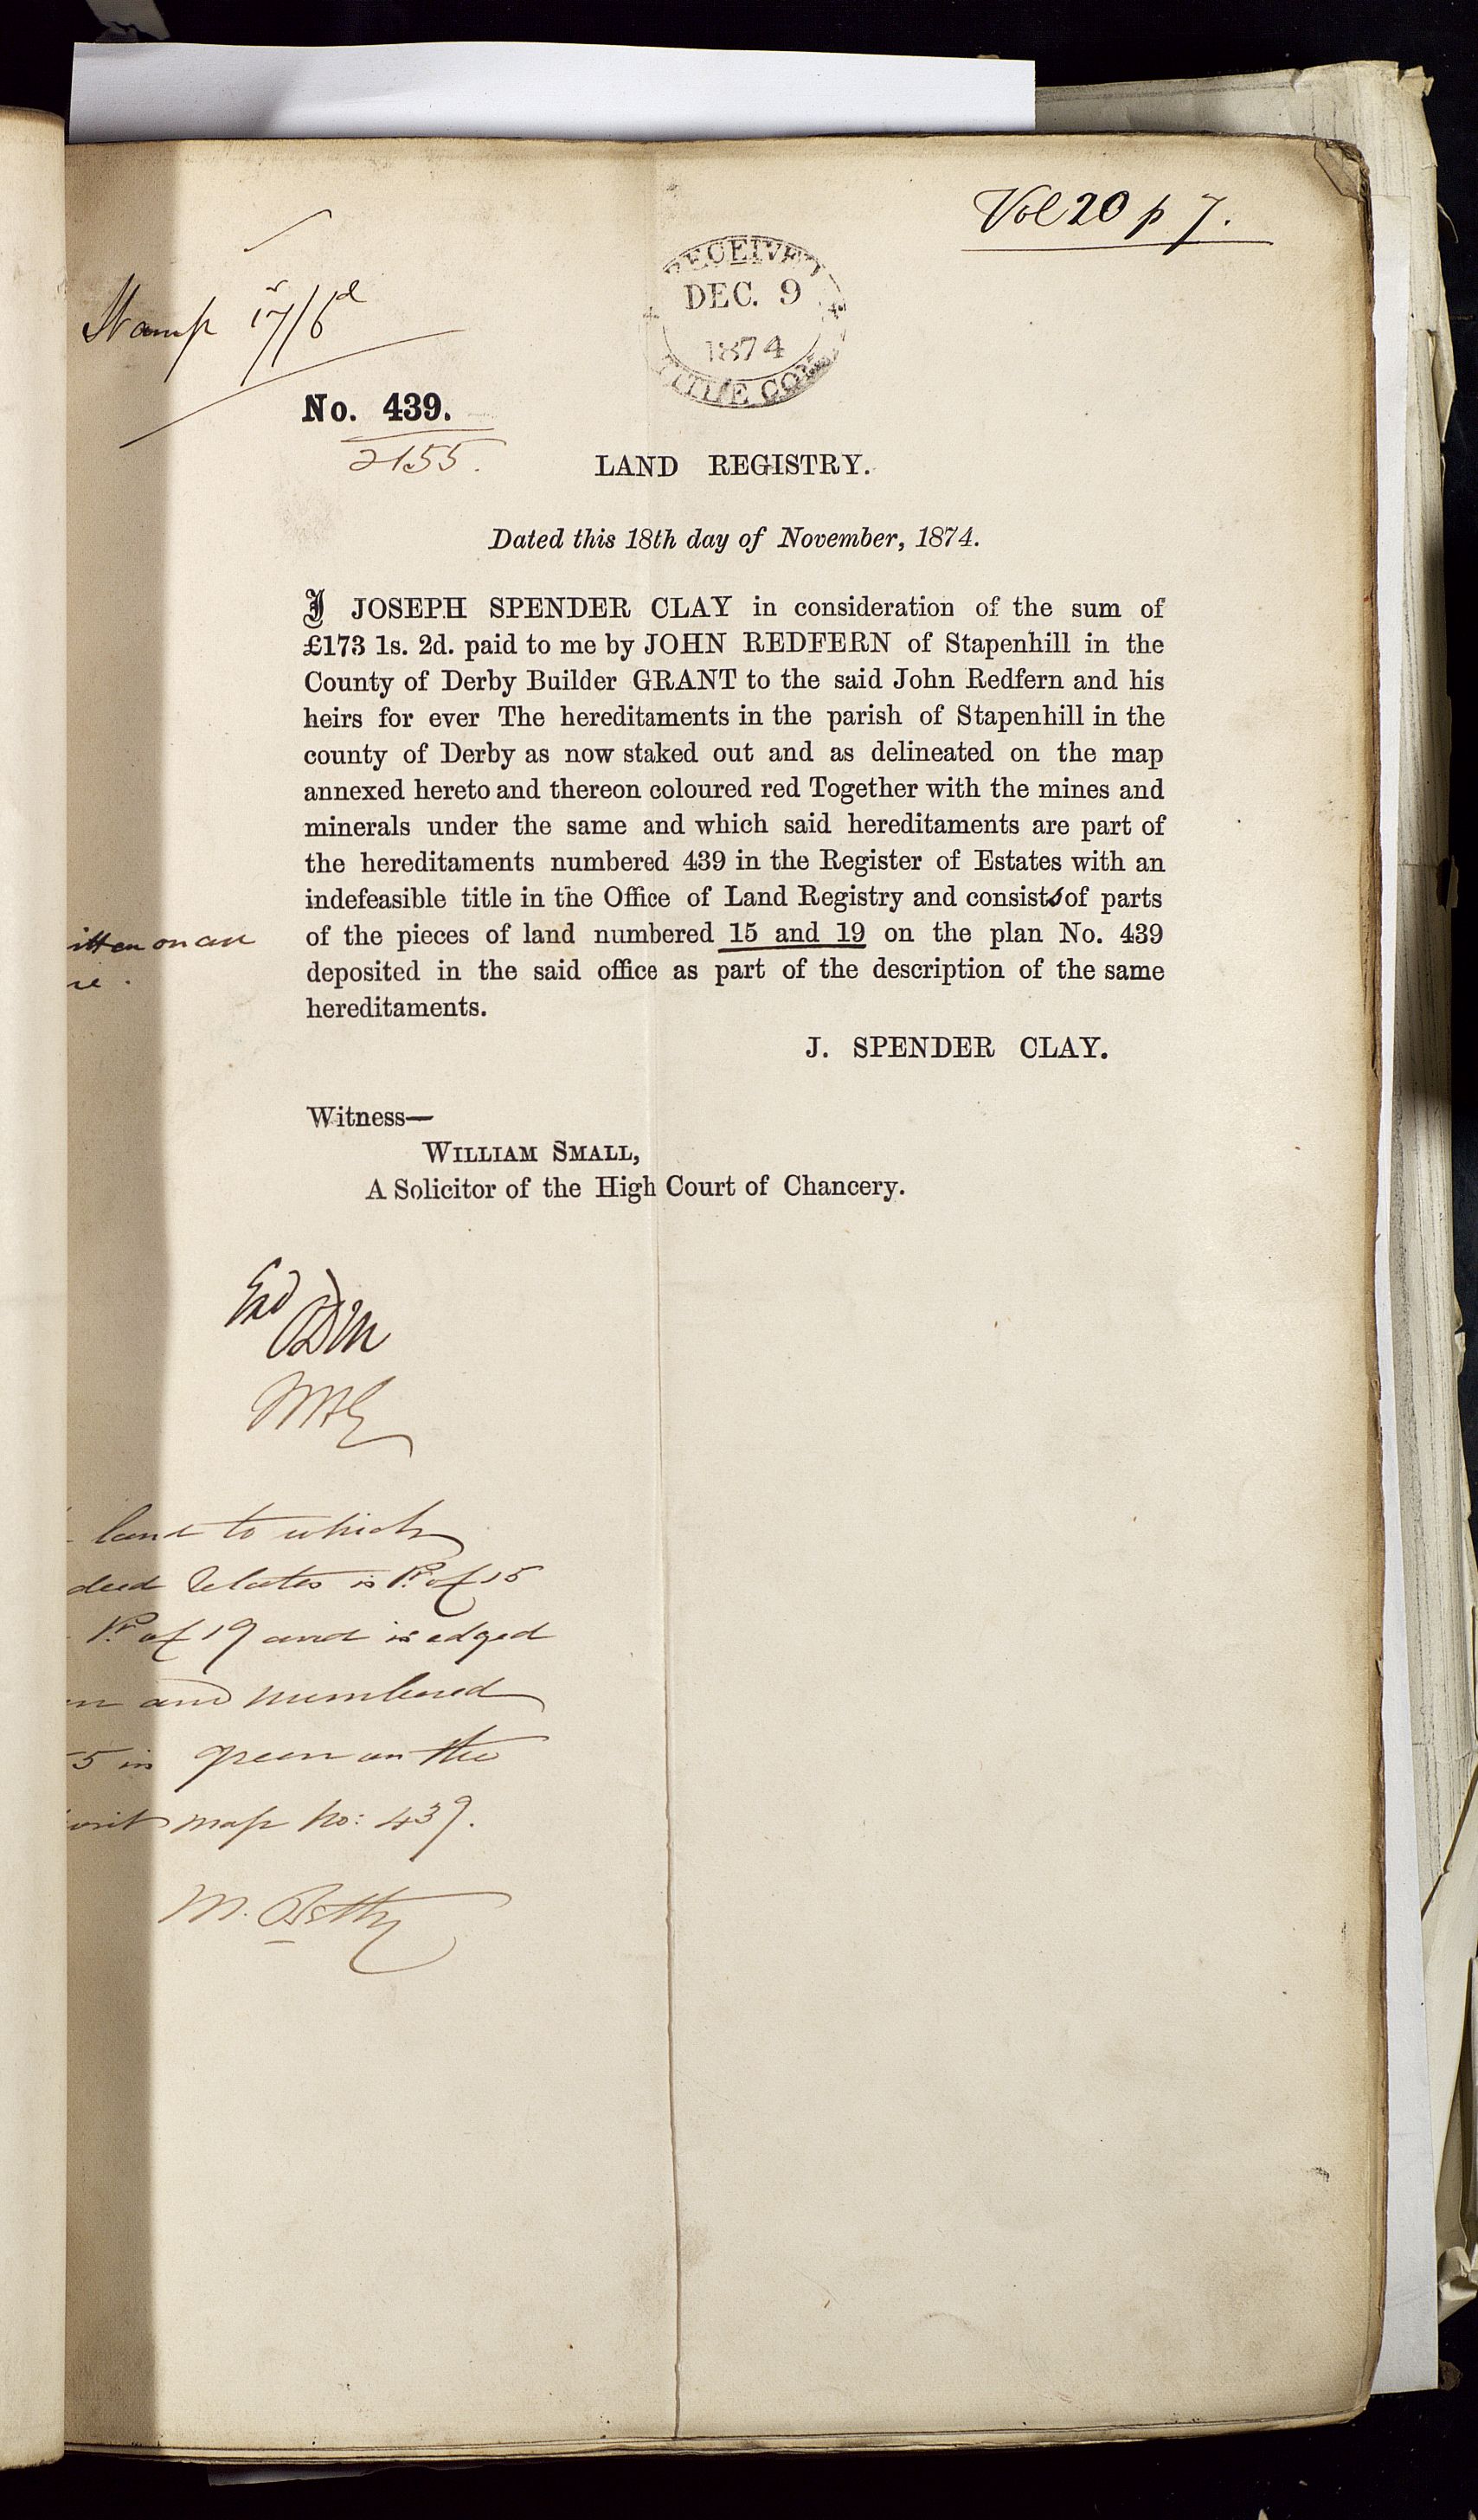 Vol 20 p 7.
RECEIVED
DEC. 9
1874
TITLE
Stamp 17/6d
No. 439.
2155.
LAND REGISTRY.
Dated this 18th day of November, 1874.
I JOSEPH SPENDER CLAY in consideration of the sum of
£173 1s. 2d. paid to me by JOHN REDFERN of Stapenhill in the
County of Derby Builder GRANT to the said John Redfern and his
heirs for ever The hereditaments in the parish of Stapenhill in the
county of Derby as now staked out and as delineated on the map
annexed hereto and thereon coloured red Together with the mines and
minerals under the same and which said hereditaments are part of
the hereditaments numbered 439 in the Register of Estates with an
indefeasible title in the Office of Land Registry and consists of parts
of the pieces of land numbered 15 and 19 on the plan No. 439
deposited in the said office as part of the description of the same
hereditaments.
itten on an
J. SPENDER CLAY.
Witness—
WILLIAM SMALL,
A Solicitor of the High Court of Chancery.
Exd
land to which
deed relates is Pt of 15
Pt of 19 and is edged
and numbered
5 in green on the
map No: 439.